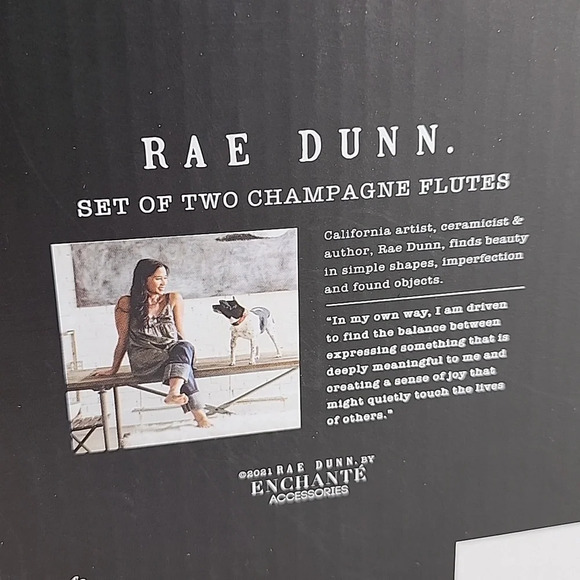 RAE DUNN.
SET OF TWO CHAMPAGNE FLUTES
California artist, ceramicist &
author, Rae Dunn, finds beauty
in simple shapes, imperfection
and found objects.
"In my own way, I am driven
to find the balance between
expressing something that is
deeply meaningful to me and
creating a sense of joy that
might quietly touch the lives
of others."
©2021 RAE DUNN. BY
ENCHANTÉ
ACCESSORIES